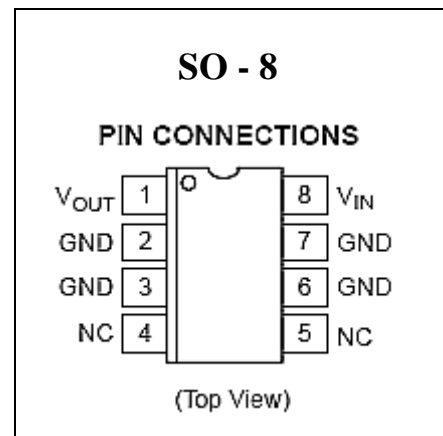 SO - 8
PIN CONNECTIONS
VOUT 1 8 VIN
GND 2 7 GND
GND 3 6 GND
NC 4 5 NC
(Top View)